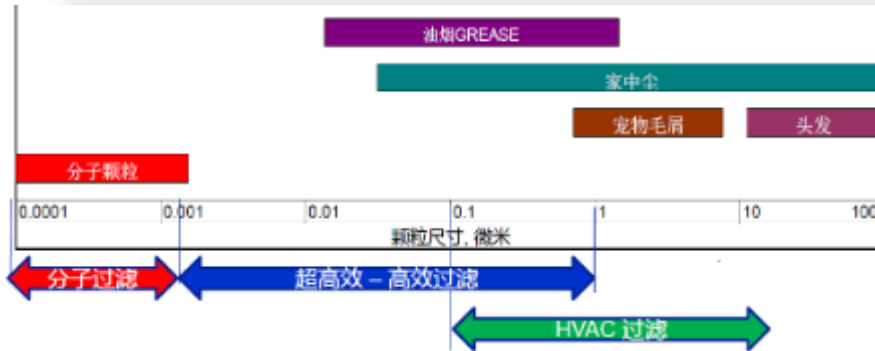 油烟GREASE
家中尘
宠物毛屑 头发
分子颗粒
0.0001 0.001 0.01 0.1 1 10 100
颗粒尺寸, 微米
分子过滤 超高效 – 高效过滤
HVAC 过滤